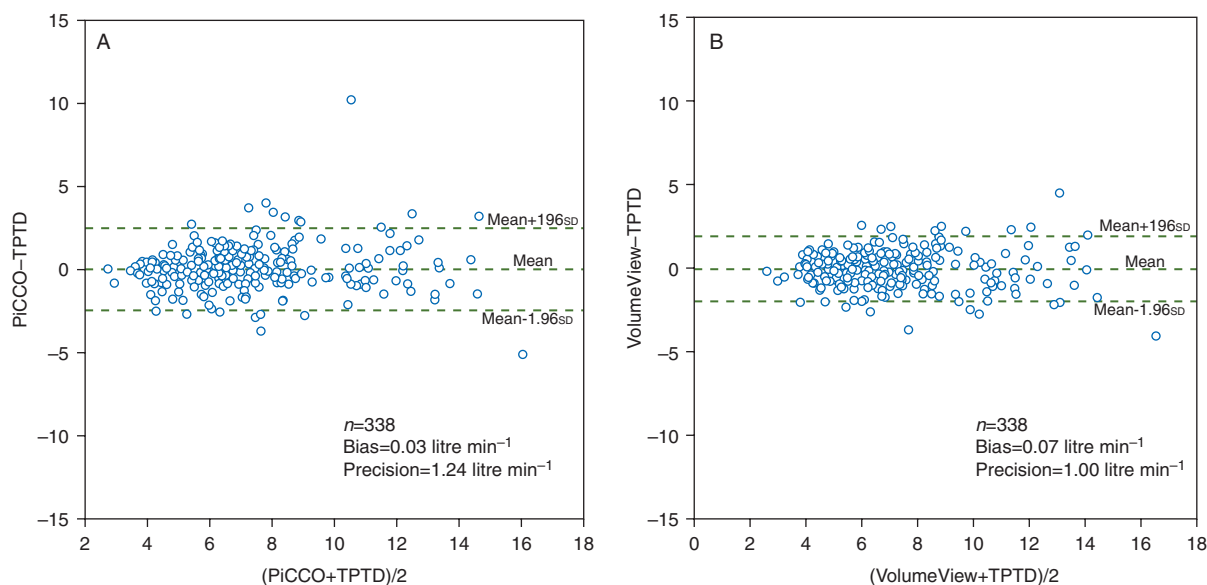 A
15
10
5
0
−5
−10
−15
PiCCO–TPTD
Mean+196SD
Mean
Mean-1.96SD
n=338
Bias=0.03 litre min⁻¹
Precision=1.24 litre min⁻¹
2 4 6 8 10 12 14 16 18
(PiCCO+TPTD)/2
B
15
10
5
0
−5
−10
−15
VolumeView–TPTD
Mean+196SD
Mean
Mean-1.96SD
n=338
Bias=0.07 litre min⁻¹
Precision=1.00 litre min⁻¹
0 2 4 6 8 10 12 14 16 18
(VolumeView+TPTD)/2